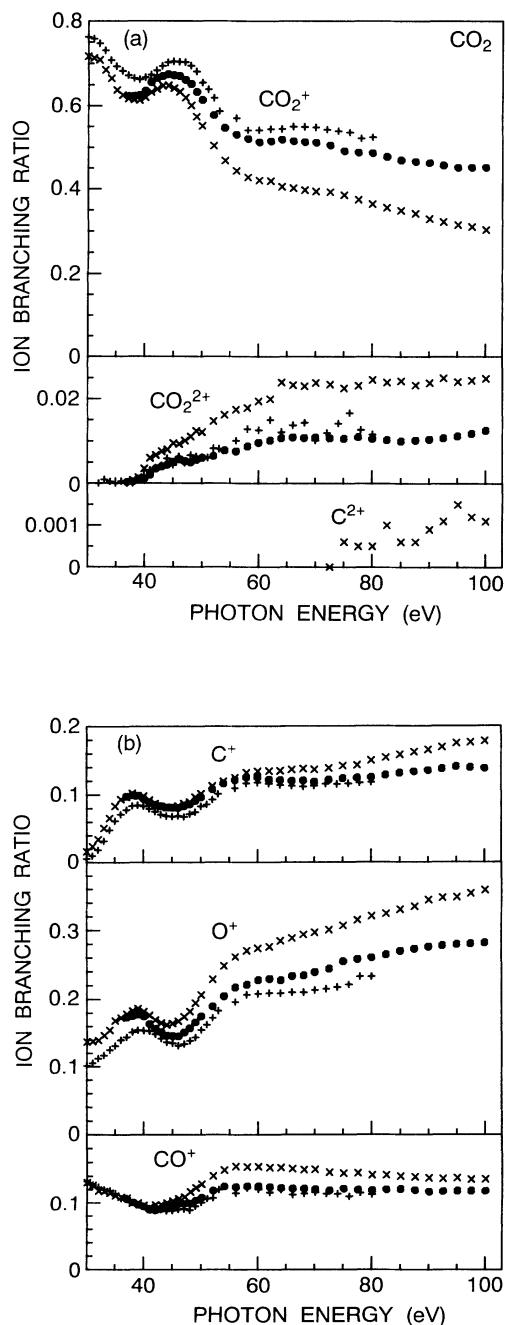 (a)
CO₂
0.8
CO₂⁺
0.6
0.4
0.2
0
ION BRANCHING RATIO
CO₂²⁺
0.02
0
C²⁺
0.001
0
40 60 80 100
PHOTON ENERGY (eV)
(b)
0.2
C⁺
0.1
0
O⁺
0.3
0.2
0.1
0
ION BRANCHING RATIO
CO⁺
0.1
0
40 60 80 100
PHOTON ENERGY (eV)